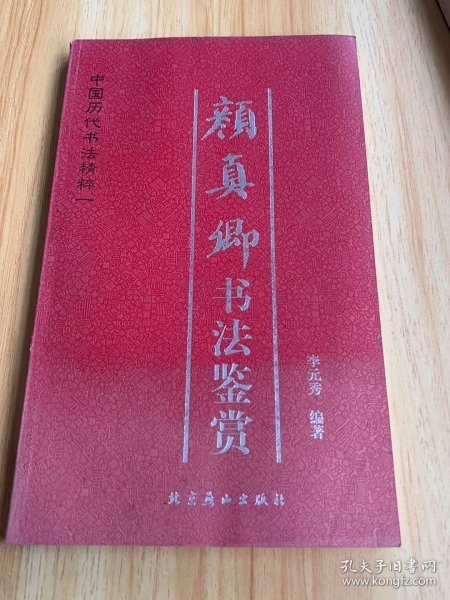 中国历代书法精粹一
颜真卿书法鉴赏
李元秀 编著
北京燕山出版社
孔夫子旧书网
www.kongfz.com